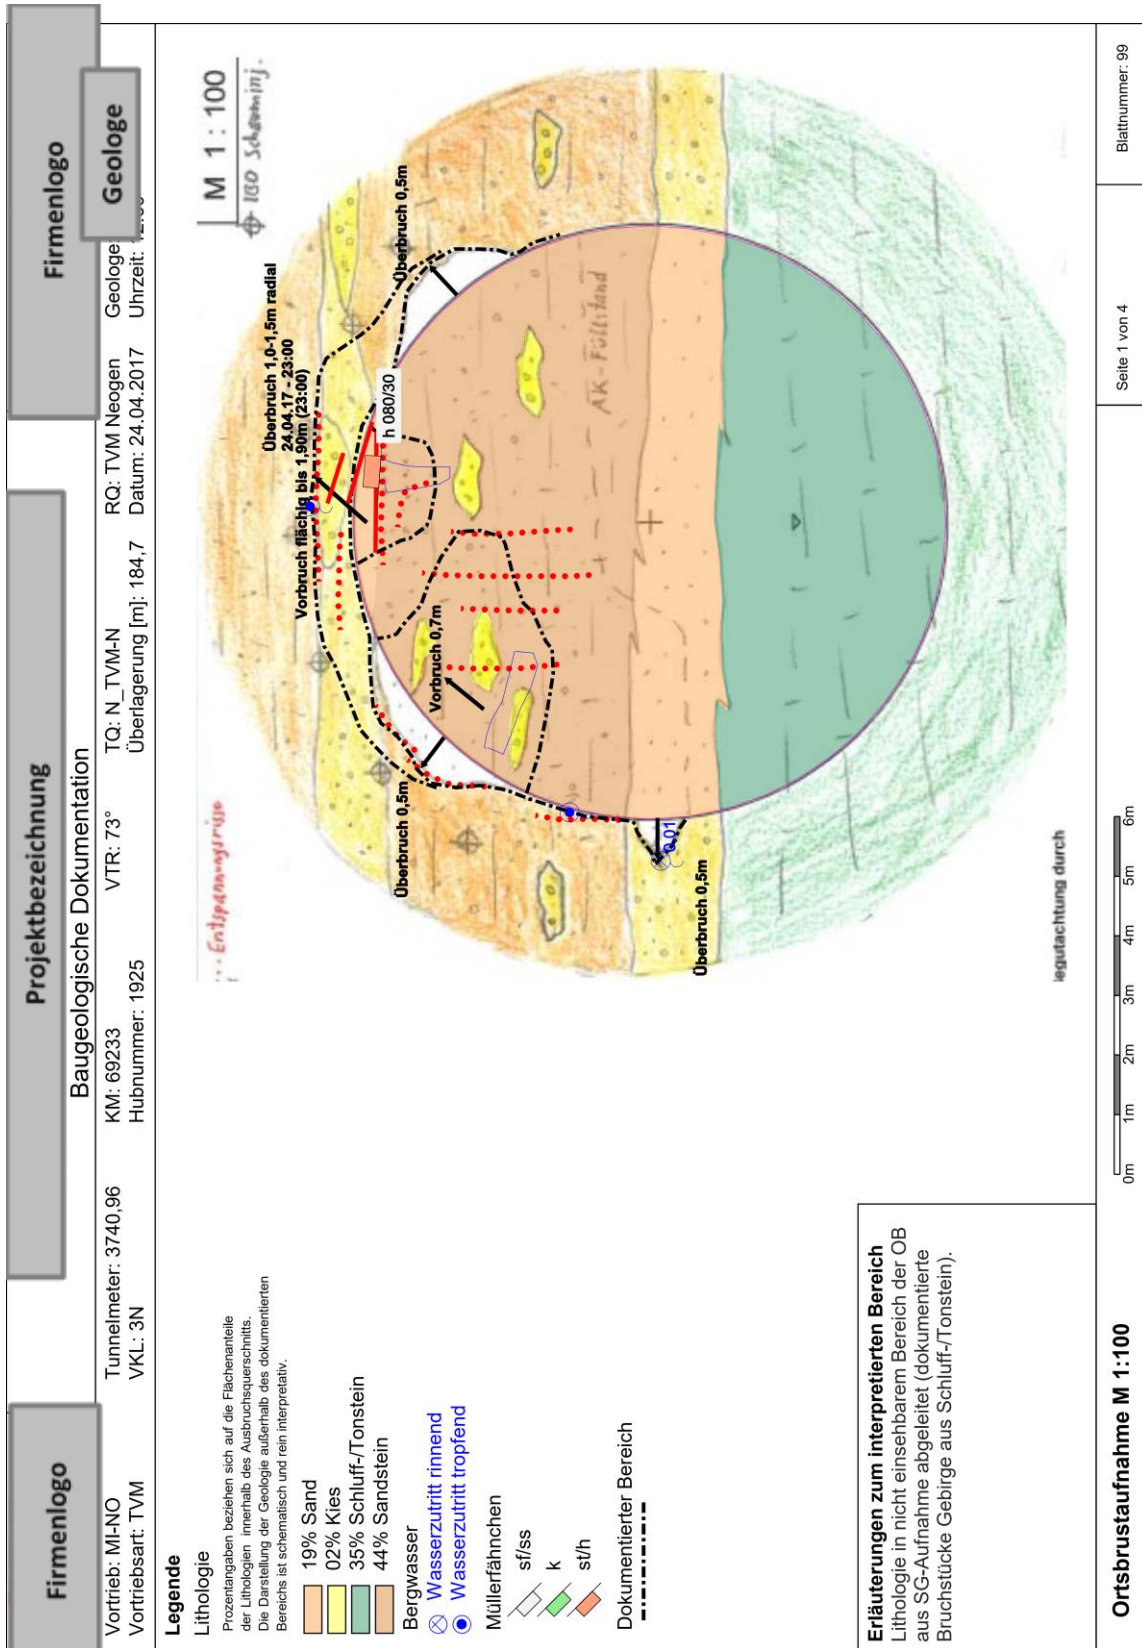 Firmenlogo
Projektbezeichnung
Firmenlogo
Geologe
Baugeologische Dokumentation
Vortrieb: MI-NO
Tunnelmeter: 3740,96
KM: 69233
VTR: 73°
TQ: N_TVM-N
RQ: TVM Neogen
Geologe
Vortriebsart: TVM
VKL: 3N
Hubnummer: 1925
Überlagerung [m]: 184,7
Datum: 24.04.2017
Uhrzeit:
Legende
Lithologie
Prozentangaben beziehen sich auf die Flächenanteile
der Lithologien innerhalb des Ausbruchsquerschnitts.
Die Darstellung der Geologie außerhalb des dokumentierten
Bereichs ist schematisch und rein interpretativ.
19% Sand
02% Kies
35% Schluff-/Tonstein
44% Sandstein
Bergwässer
Wasserzutritt rinnend
Wasserzutritt tropfend
Müllerfähnchen
sf/ss
k
st/h
Dokumentierter Bereich
... Entspannungsrisse
M 1 : 100
IBO Schauminj.
Überbruch 1,0-1,5m radial
24.04.17 - 23:00
Vorbruch flächig bis 1,90m (23:00)
Überbruch 0,5m
h 080/30
Überbruch 0,5m
Vorbruch 0,7m
AK-Füllstand
0,01
Überbruch 0,5m
egutachtung durch
Erläuterungen zum interpretierten Bereich
Lithologie in nicht einsehbarem Bereich der OB
aus SG-Aufnahme abgeleitet (dokumentierte
Bruchstücke Gebirge aus Schluff-/Tonstein).
Ortsbrustaufnahme M 1:100
0m 1m 2m 3m 4m 5m 6m
Seite 1 von 4
Blattnummer: 99